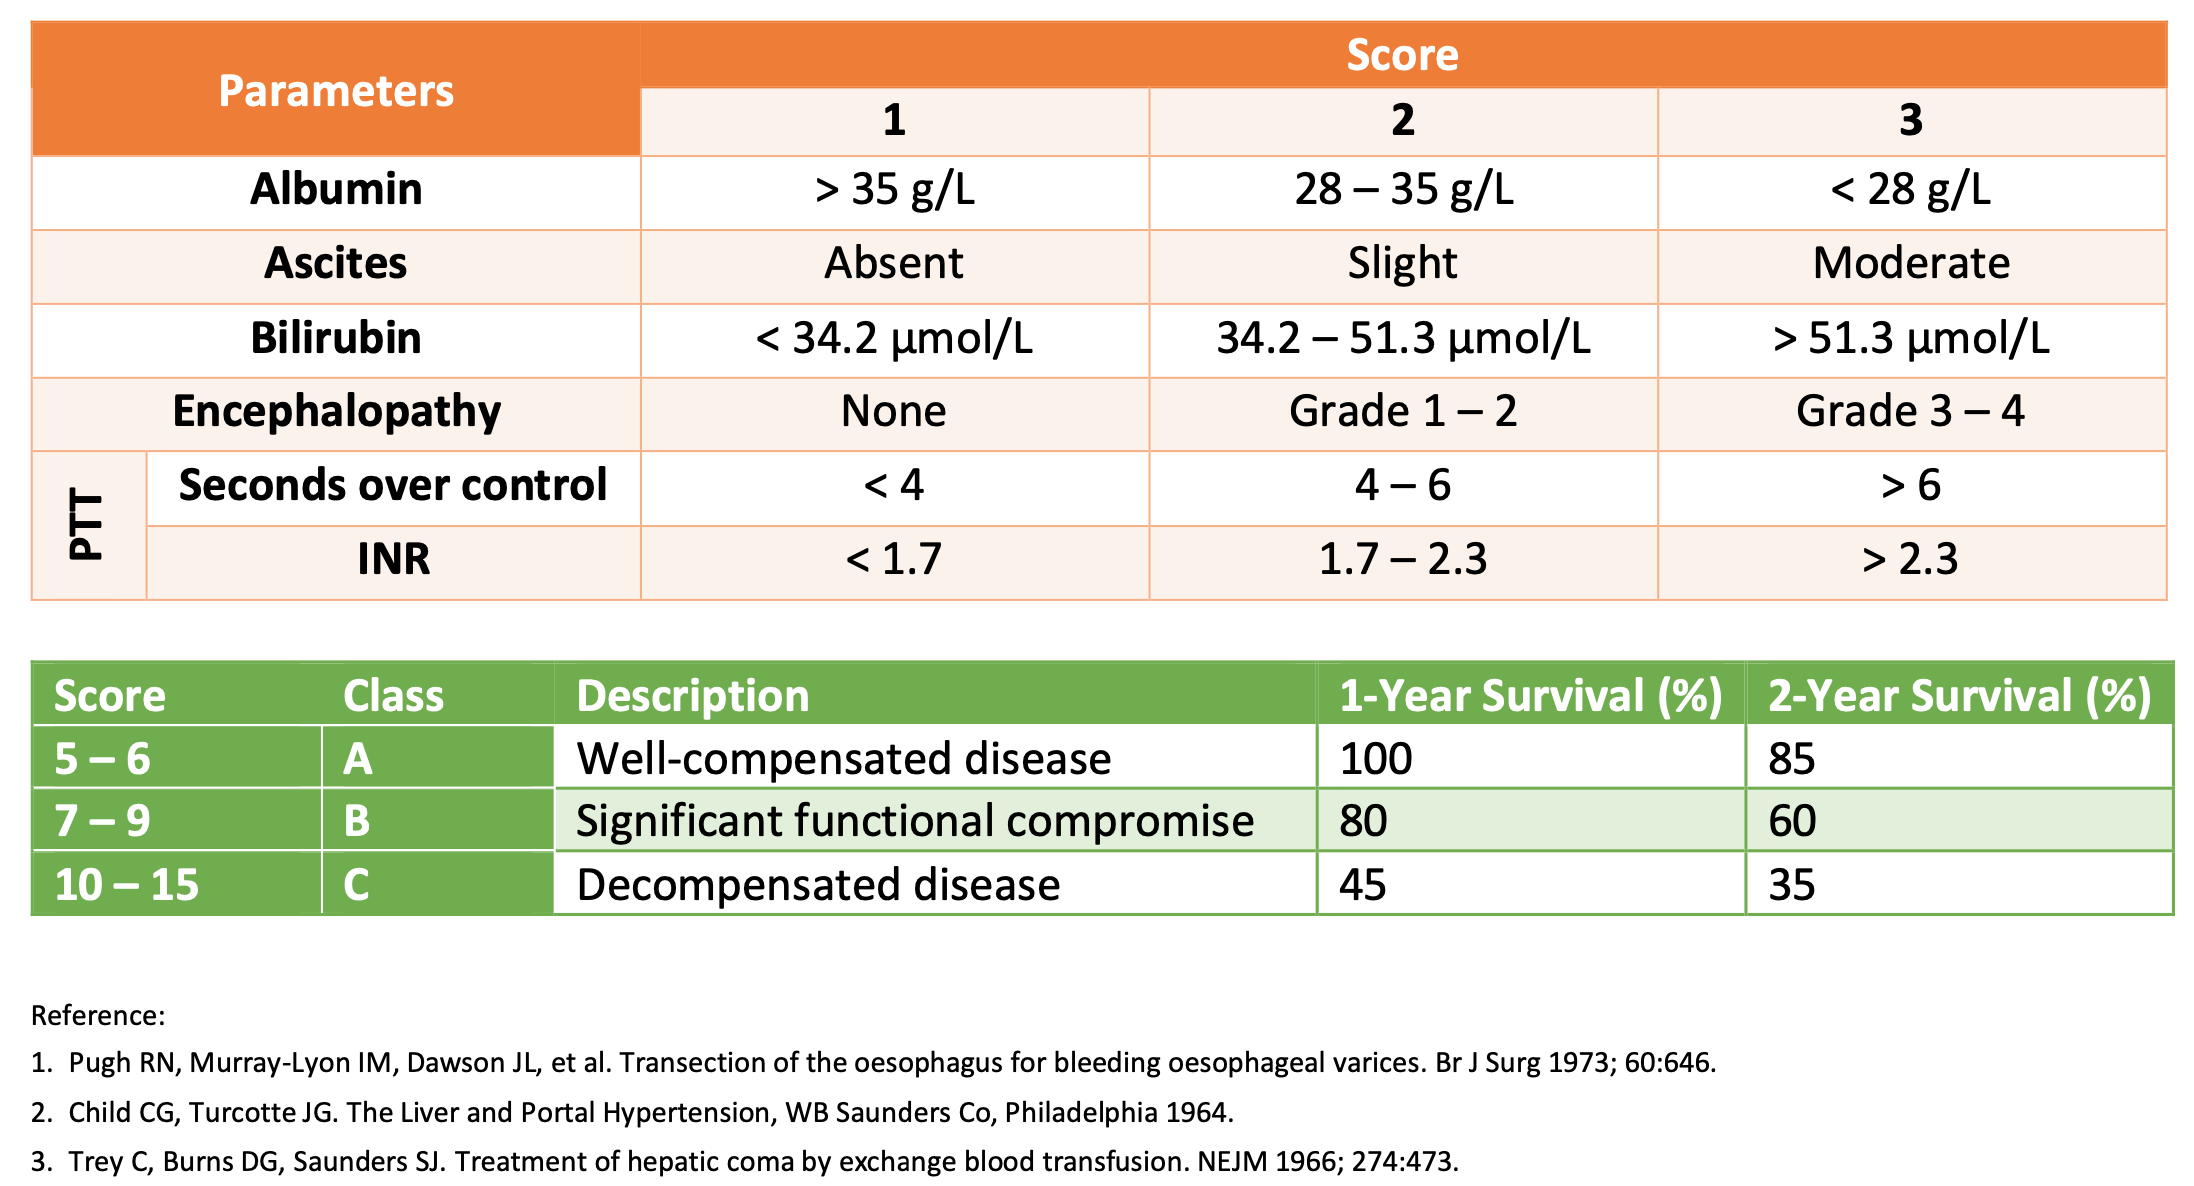 Parameters Score
1 2 3
Albumin > 35 g/L 28 – 35 g/L < 28 g/L
Ascites Absent Slight Moderate
Bilirubin < 34.2 µmol/L 34.2 – 51.3 µmol/L > 51.3 µmol/L
Encephalopathy None Grade 1 – 2 Grade 3 – 4
PTT Seconds over control < 4 4 – 6 > 6
INR < 1.7 1.7 – 2.3 > 2.3
Score Class Description 1-Year Survival (%) 2-Year Survival (%)
5 – 6 A Well-compensated disease 100 85
7 – 9 B Significant functional compromise 80 60
10 – 15 C Decompensated disease 45 35
Reference:
1. Pugh RN, Murray-Lyon IM, Dawson JL, et al. Transection of the oesophagus for bleeding oesophageal varices. Br J Surg 1973; 60:646.
2. Child CG, Turcotte JG. The Liver and Portal Hypertension, WB Saunders Co, Philadelphia 1964.
3. Trey C, Burns DG, Saunders SJ. Treatment of hepatic coma by exchange blood transfusion. NEJM 1966; 274:473.